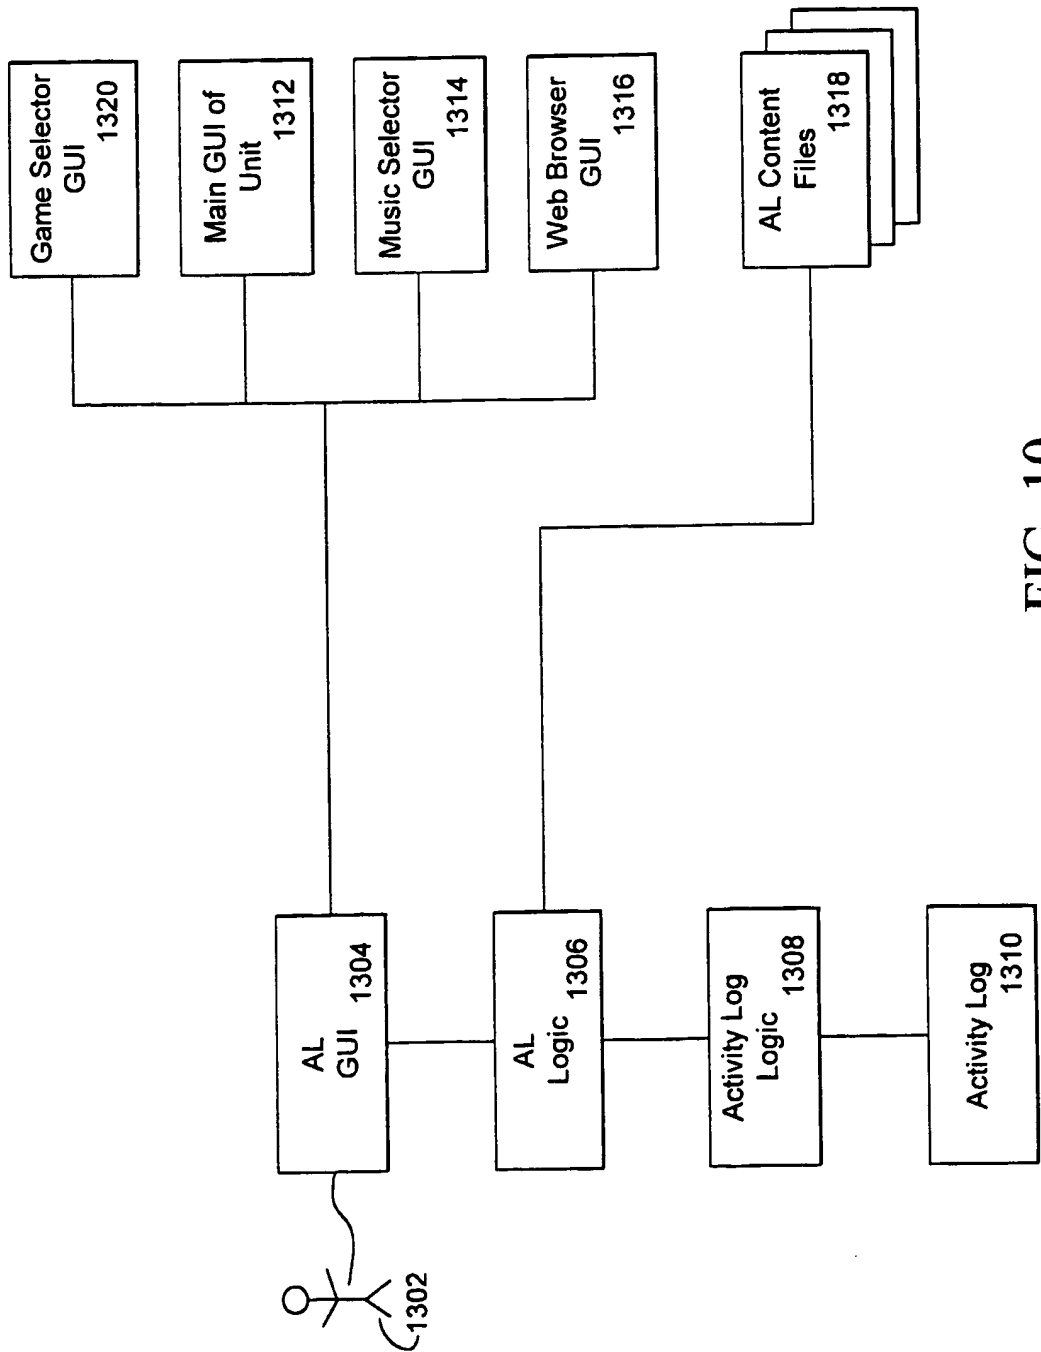 Game Selector
GUI
1320
Main GUI of
Unit
1312
AL
GUI
1304
1302
Music Selector
GUI
1314
AL
Logic
1306
Web Browser
GUI
1316
Activity Log
Logic
1308
AL Content
Files
1318
Activity Log
1310
FIG